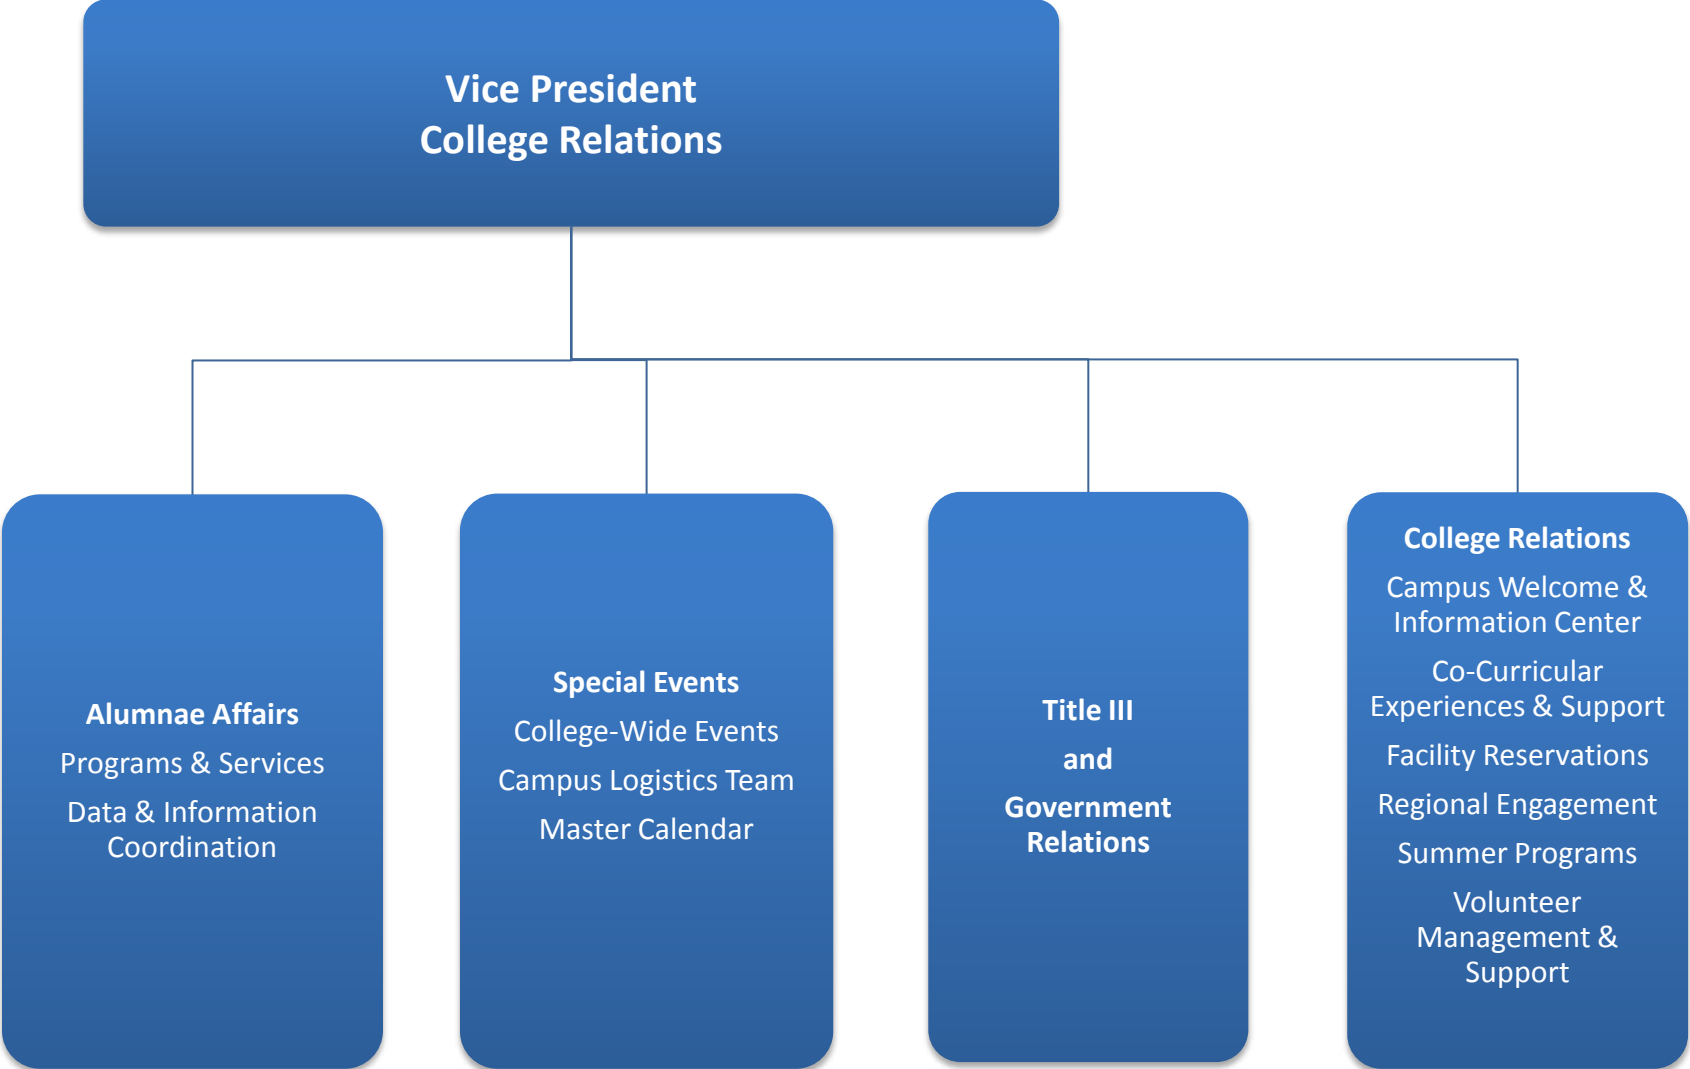 Vice President
College Relations
Alumnae Affairs
Programs & Services
Data & Information
Coordination
Special Events
College-Wide Events
Campus Logistics Team
Master Calendar
Title III
and
Government
Relations
College Relations
Campus Welcome &
Information Center
Co-Curricular
Experiences & Support
Facility Reservations
Regional Engagement
Summer Programs
Volunteer
Management &
Support